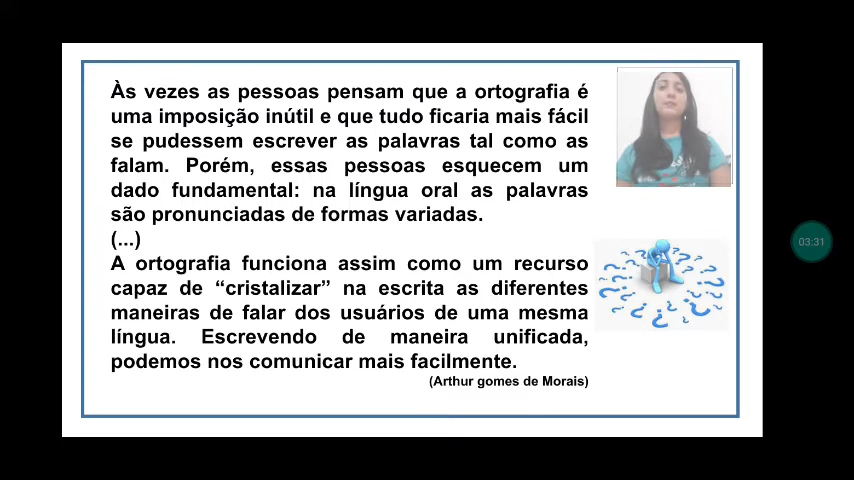 Às vezes as pessoas pensam que a ortografia é
uma imposição inútil e que tudo ficaria mais fácil
se pudessem escrever as palavras tal como as
falam. Porém, essas pessoas esquecem um
dado fundamental: na língua oral as palavras
são pronunciadas de formas variadas.
(...)
A ortografia funciona assim como um recurso
capaz de “cristalizar” na escrita as diferentes
maneiras de falar dos usuários de uma mesma
língua. Escrevendo de maneira unificada,
podemos nos comunicar mais facilmente.
(Arthur gomes de Morais)
03:31